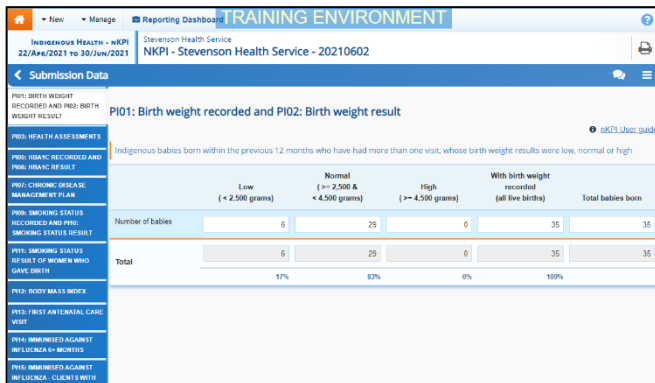 New
Manage
Reporting Dashboard
TRAINING ENVIRONMENT
INDIGENOUS HEALTH - NKPI
22/APR/2021 TO 30/JUN/2021
Stevenson Health Service
NKPI - Stevenson Health Service - 20210602
Submission Data
PI01: BIRTH WEIGHT
RECORDED AND PI02: BIRTH
WEIGHT RESULT
PI03: HEALTH ASSESSMENTS
PI05: HBA1C RECORDED AND
PI06: HBA1C RESULT
PI07: CHRONIC DISEASE
MANAGEMENT PLAN
PI09: SMOKING STATUS
RECORDED AND PI10:
SMOKING STATUS RESULT
PI11: SMOKING STATUS
RESULT OF WOMEN WHO
GAVE BIRTH
PI12: BODY MASS INDEX
PI13: FIRST ANTENATAL CARE
VISIT
PI14: IMMUNISED AGAINST
INFLUENZA 6+ MONTHS
PI15: IMMUNISED AGAINST
INFLUENZA - CLIENTS WITH
PI01: Birth weight recorded and PI02: Birth weight result
nKPI User guide
Indigenous babies born within the previous 12 months who have had more than one visit, whose birth weight results were low, normal or high
Low
( < 2,500 grams)
Normal
( >= 2,500 &
< 4,500 grams)
High
( >= 4,500 grams)
With birth weight
recorded
(all live births)
Total babies born
Number of babies 6 29 0 35 35
Total 6 29 0 35 35
17% 83% 0% 100%